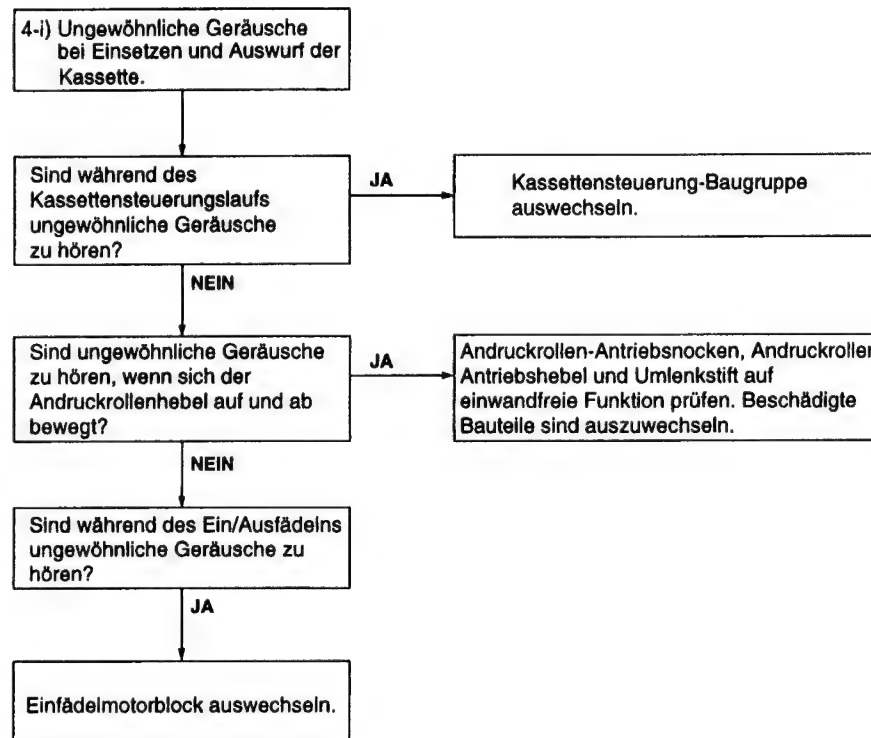 4-i) Ungewöhnliche Geräusche
bei Einsetzen und Auswurf der
Kassette.
Sind während des
Kassettensteuerungslaufs
ungewöhnliche Geräusche
zu hören?
JA
Kassettensteuerung-Baugruppe
auswechseln.
NEIN
Sind ungewöhnliche Geräusche
zu hören, wenn sich der
Andruckrollenhebel auf und ab
bewegt?
JA
Andruckrollen-Antriebsnocken, Andruckroller
Antriebshebel und Umlenkstift auf
einwandfreie Funktion prüfen. Beschädigte
Bauteile sind auszuwechseln.
NEIN
Sind während des Ein/Ausfädelns
ungewöhnliche Geräusche zu
hören?
JA
Einfädelmotorblock auswechseln.